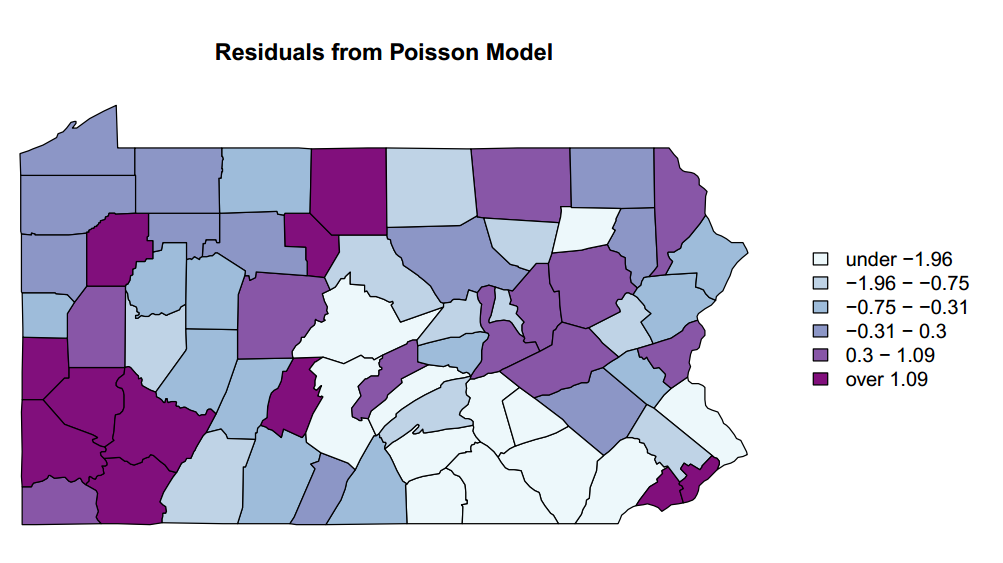 Residuals from Poisson Model
under −1.96
−1.96 − −0.75
−0.75 − −0.31
−0.31 − 0.3
0.3 − 1.09
over 1.09